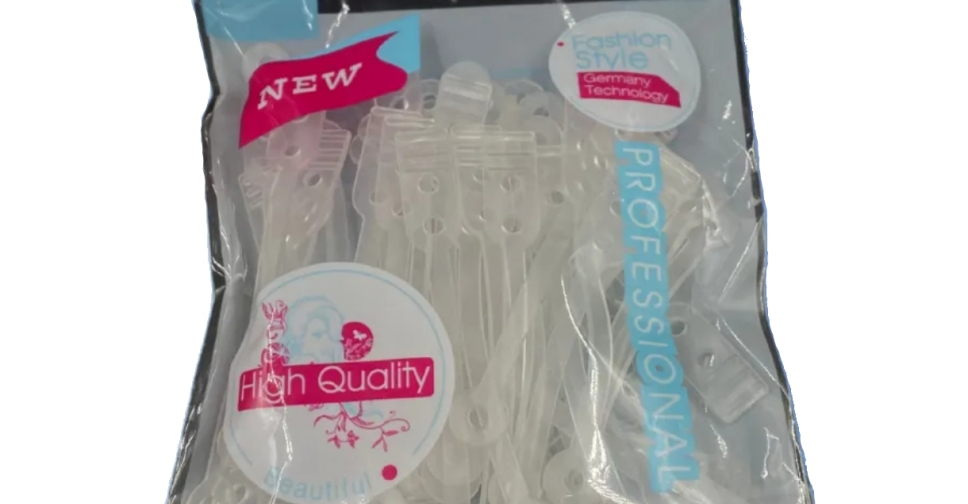 NEW
Fashion
Style
Germany
Technology
PROFESSIONAL
High Quality
Beautiful